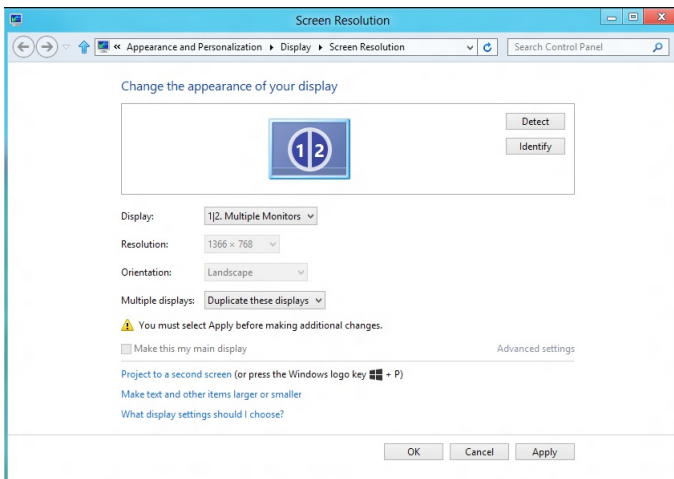 Screen Resolution
« Appearance and Personalization ▸ Display ▸ Screen Resolution
Search Control Panel
Change the appearance of your display
1|2
Detect
Identify
Display: 1|2. Multiple Monitors
Resolution: 1366 × 768
Orientation: Landscape
Multiple displays: Duplicate these displays
You must select Apply before making additional changes.
Make this my main display Advanced settings
Project to a second screen (or press the Windows logo key + P)
Make text and other items larger or smaller
What display settings should I choose?
OK Cancel Apply